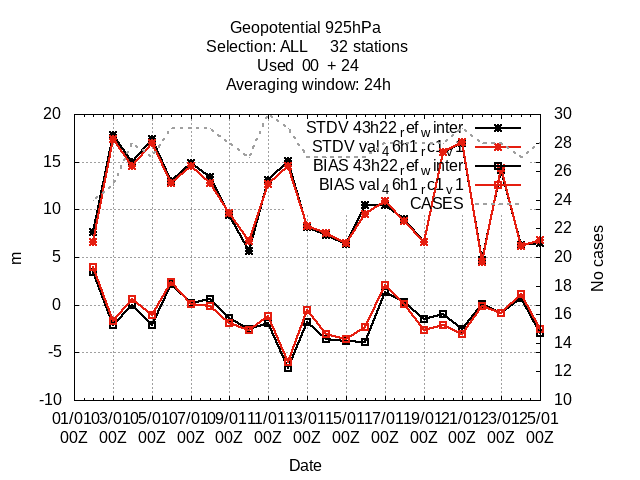 Geopotential 925hPa
Selection: ALL 32 stations
Used 00 + 24
Averaging window: 24h
20
15
10
5
0
-5
-10
m
30
28
26
24
22
20
18
16
14
12
10
No cases
STDV 43h22_ref_winter
STDV val_46h1_rc1_v1
BIAS 43h22_ref_winter
BIAS val_46h1_rc1_v1
CASES
01/01 03/01 05/01 07/01 09/01 11/01 13/01 15/01 17/01 19/01 21/01 23/01 25/01
00Z 00Z 00Z 00Z 00Z 00Z 00Z 00Z 00Z 00Z 00Z 00Z 00Z
Date